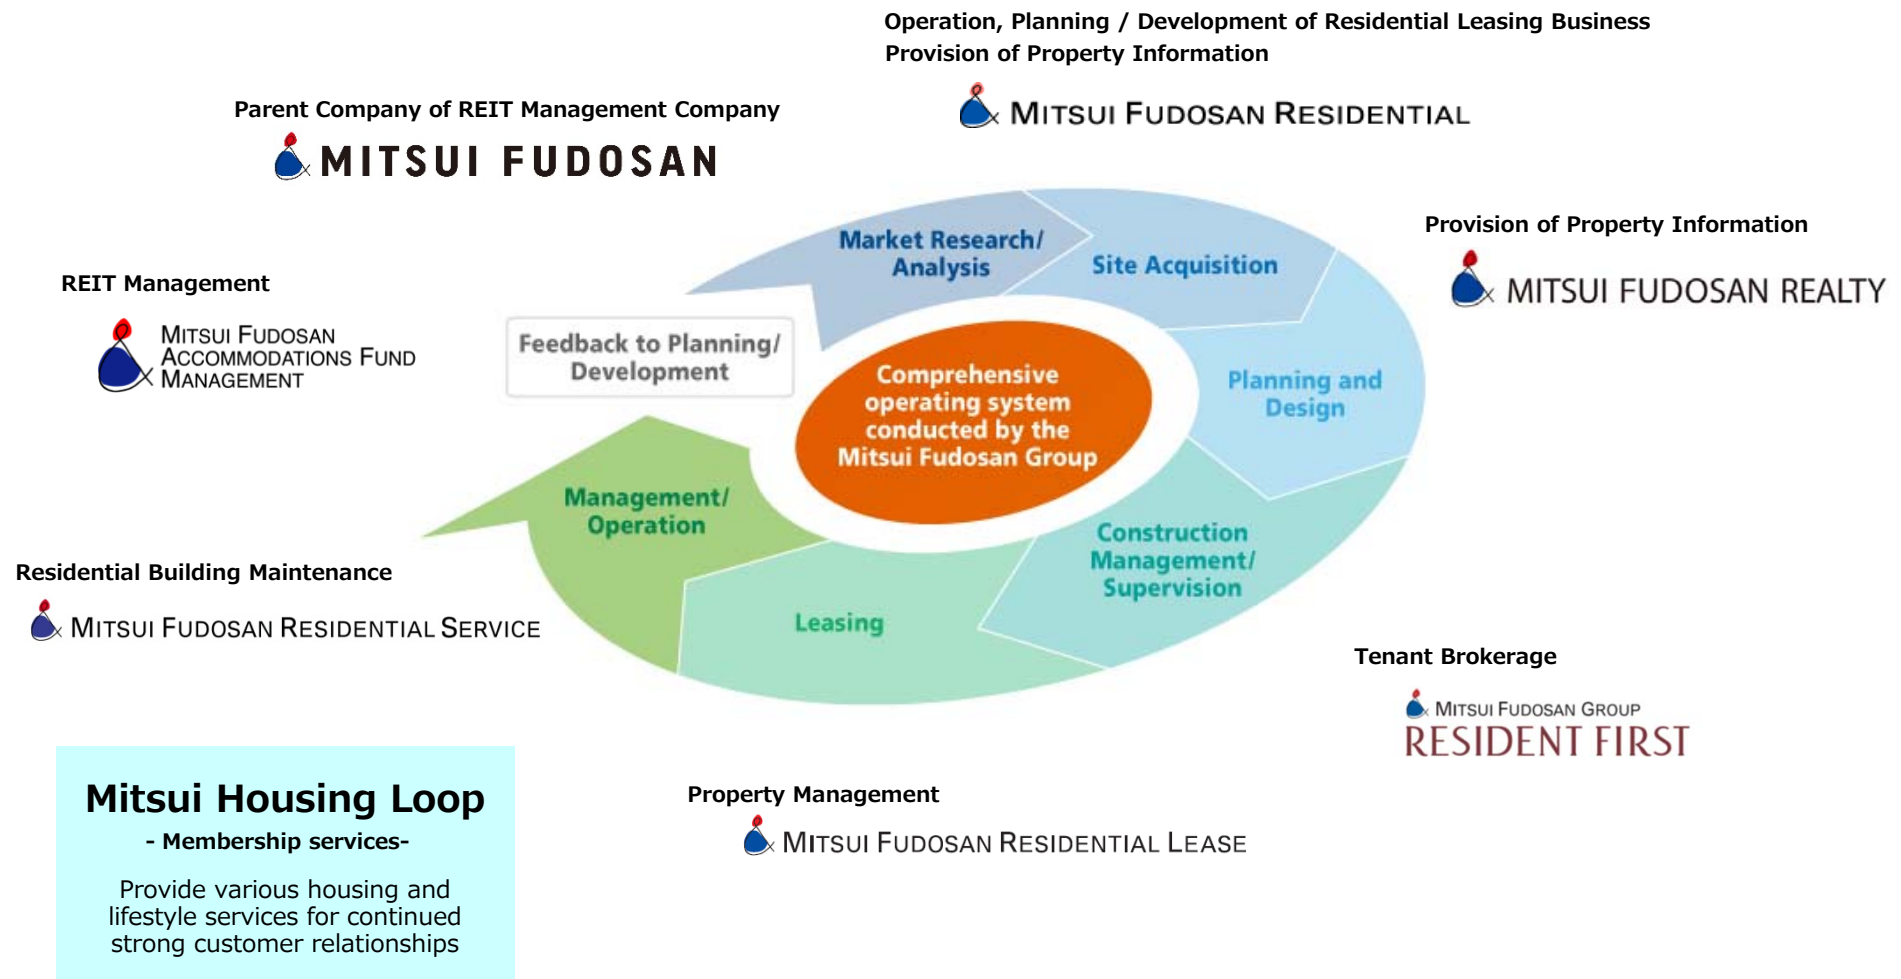 Operation, Planning / Development of Residential Leasing Business
Provision of Property Information
MITSUI FUDOSAN RESIDENTIAL
Parent Company of REIT Management Company
MITSUI FUDOSAN
Provision of Property Information
MITSUI FUDOSAN REALTY
REIT Management
MITSUI FUDOSAN
ACCOMMODATIONS FUND
MANAGEMENT
Market Research/
Analysis
Site Acquisition
Planning and
Design
Construction
Management/
Supervision
Leasing
Management/
Operation
Feedback to Planning/
Development
Comprehensive
operating system
conducted by the
Mitsui Fudosan Group
Residential Building Maintenance
MITSUI FUDOSAN RESIDENTIAL SERVICE
Tenant Brokerage
MITSUI FUDOSAN GROUP
RESIDENT FIRST
Property Management
MITSUI FUDOSAN RESIDENTIAL LEASE
Mitsui Housing Loop
- Membership services-
Provide various housing and
lifestyle services for continued
strong customer relationships